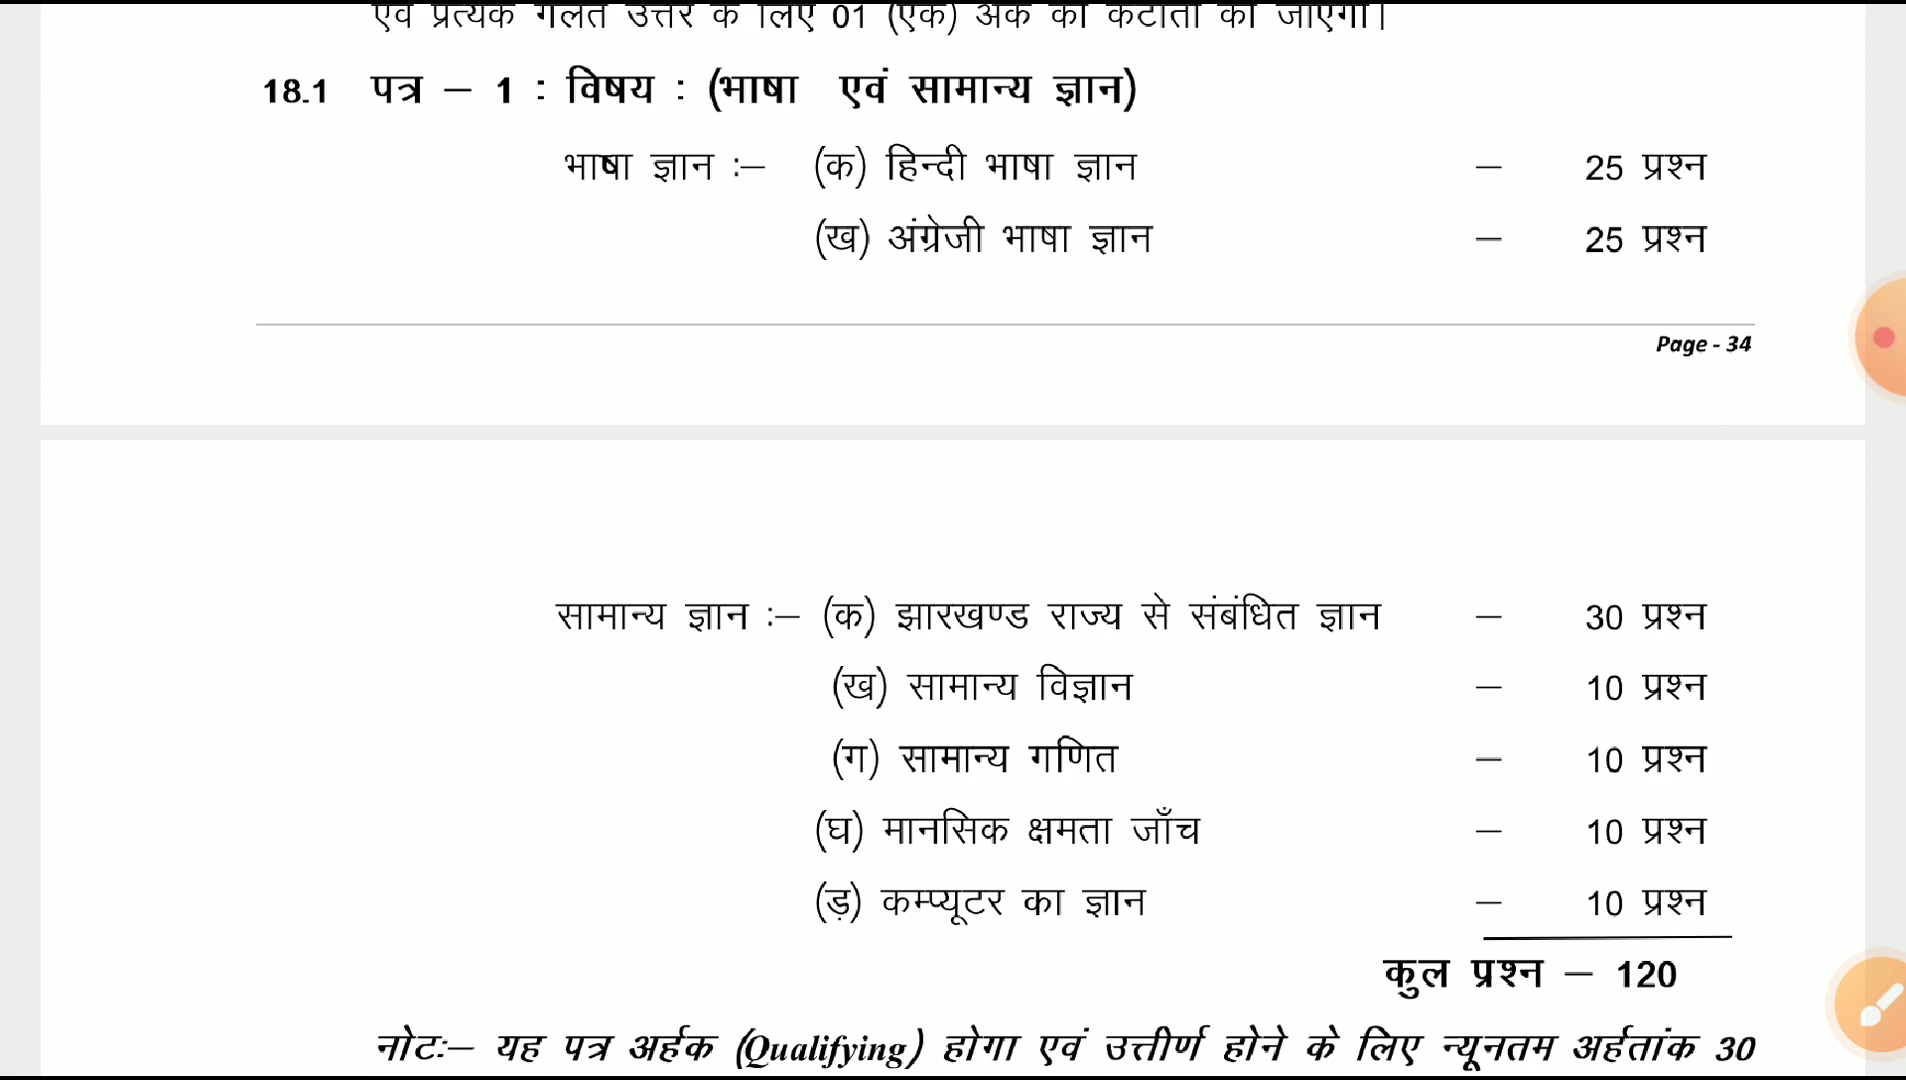 एवं प्रत्येक गलत उत्तर के लिए 01 (एक) अंक की कटौती की जाएगी।
18.1 पत्र – 1 : विषय : (भाषा एवं सामान्य ज्ञान)
भाषा ज्ञान :– (क) हिन्दी भाषा ज्ञान – 25 प्रश्न
(ख) अंग्रेजी भाषा ज्ञान – 25 प्रश्न
Page - 34
सामान्य ज्ञान :– (क) झारखण्ड राज्य से संबंधित ज्ञान – 30 प्रश्न
(ख) सामान्य विज्ञान – 10 प्रश्न
(ग) सामान्य गणित – 10 प्रश्न
(घ) मानसिक क्षमता जाँच – 10 प्रश्न
(ड़) कम्प्यूटर का ज्ञान – 10 प्रश्न
कुल प्रश्न – 120
नोटः– यह पत्र अर्हक (Qualifying) होगा एवं उत्तीर्ण होने के लिए न्यूनतम अर्हतांक 30